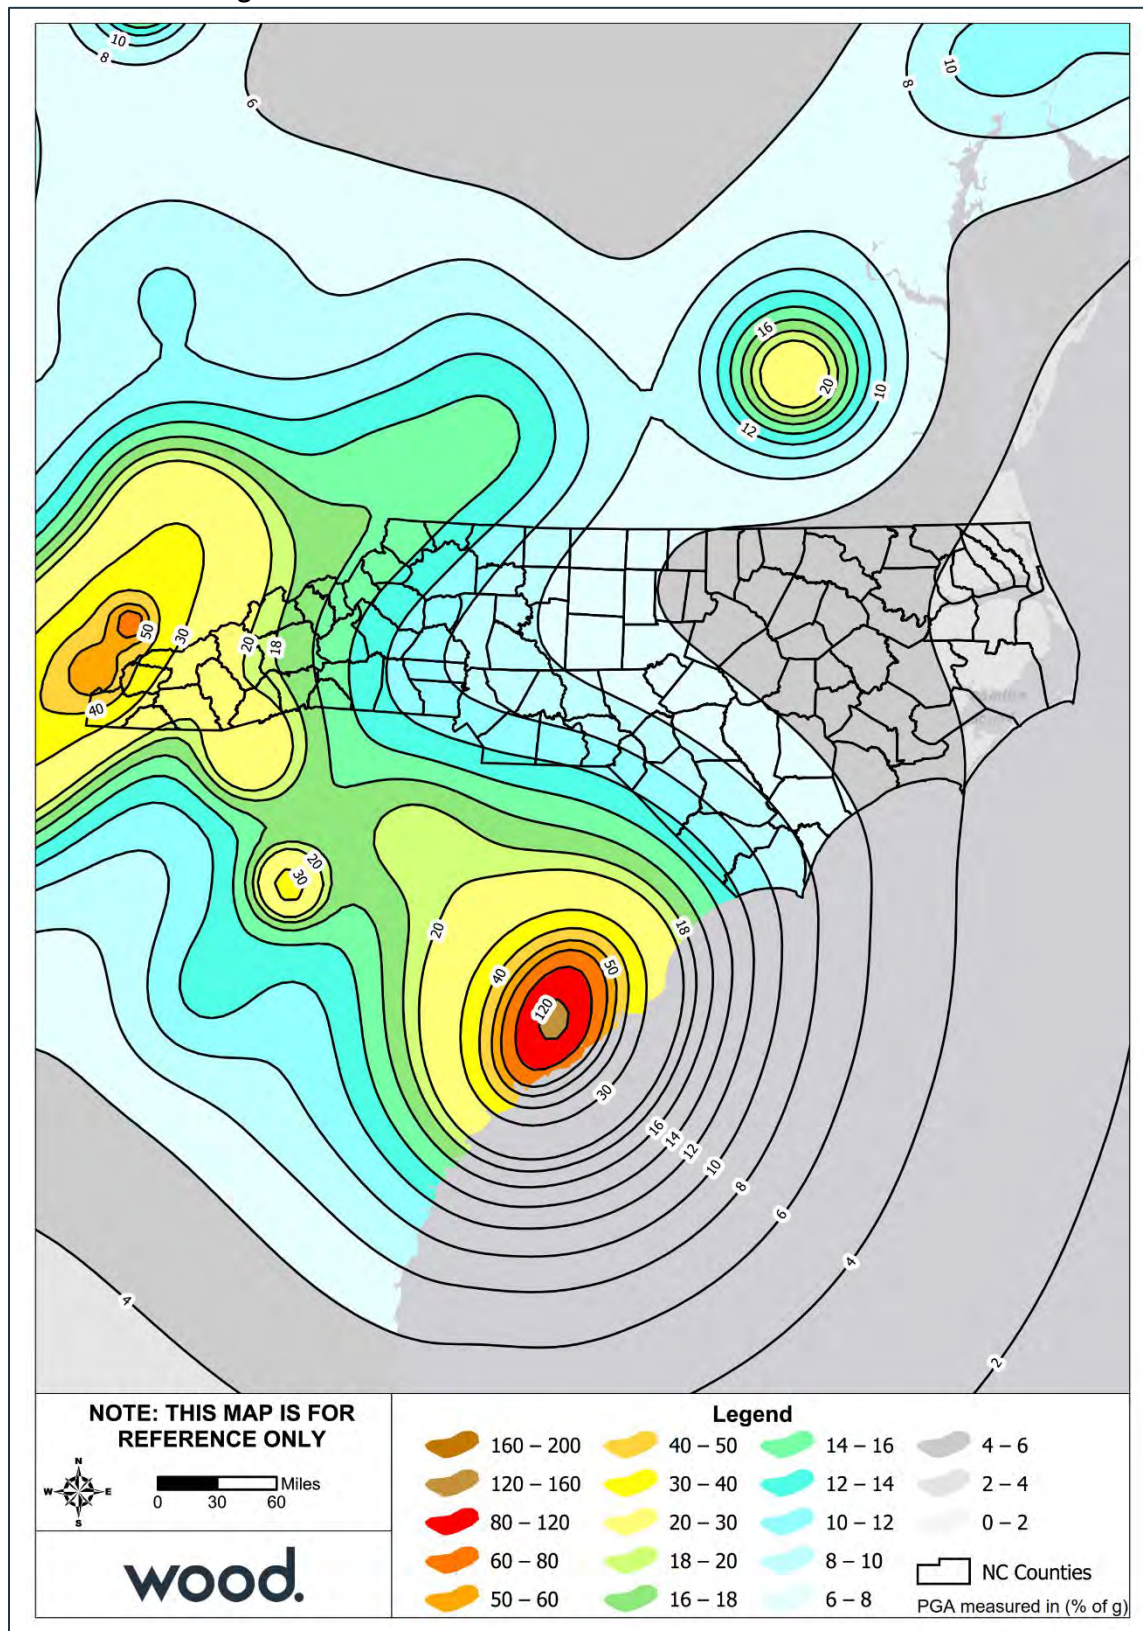 10
8
6
10
8
16
20
10
12
50
30
20
18
40
20
30
20
18
40
50
120
30
16
14
12
10
8
6
4
4
2
NOTE: THIS MAP IS FOR
REFERENCE ONLY
N
W E
S
Miles
0 30 60
wood.
Legend
160 – 200
120 – 160
80 – 120
60 – 80
50 – 60
40 – 50
30 – 40
20 – 30
18 – 20
16 – 18
14 – 16
12 – 14
10 – 12
8 – 10
6 – 8
4 – 6
2 – 4
0 – 2
NC Counties
PGA measured in (% of g)